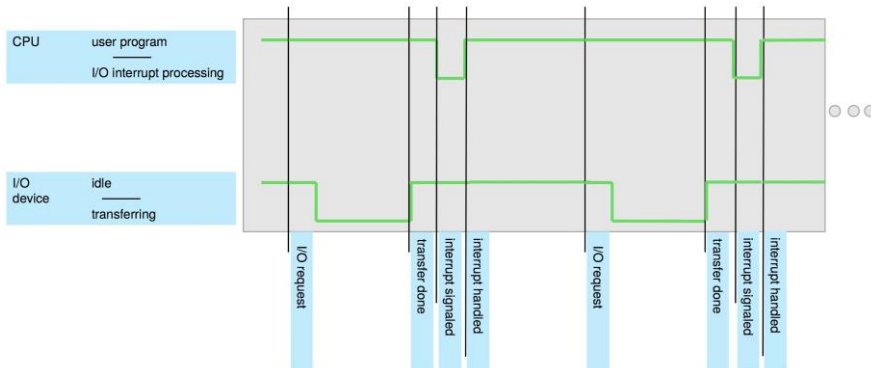 CPU
user program
I/O interrupt processing
I/O
device
idle
transferring
I/O request
transfer done
interrupt signaled
interrupt handled
I/O request
transfer done
interrupt signaled
interrupt handled